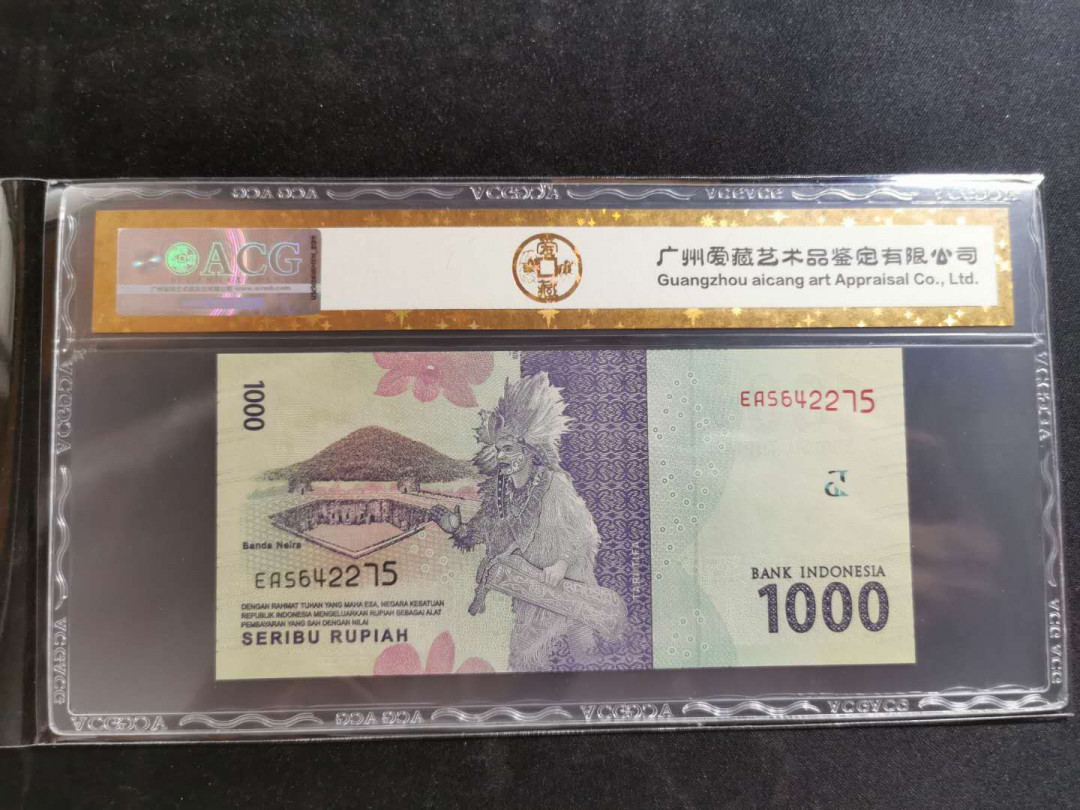 ACG
广州爱藏艺术品鉴定有限公司
Guangzhou aicang art Appraisal Co., Ltd.
1000
EAS642275
Banda Neira
EAS642275
DENGAN RAHMAT TUHAN YANG MAHA ESA, NEGARA KESATUAN
REPUBLIK INDONESIA MENGELUARKAN RUPIAH SEBAGAI ALAT
PEMBAYARAN YANG SAH DENGAN NILAI
SERIBU RUPIAH
TARI TIFA
BANK INDONESIA
1000